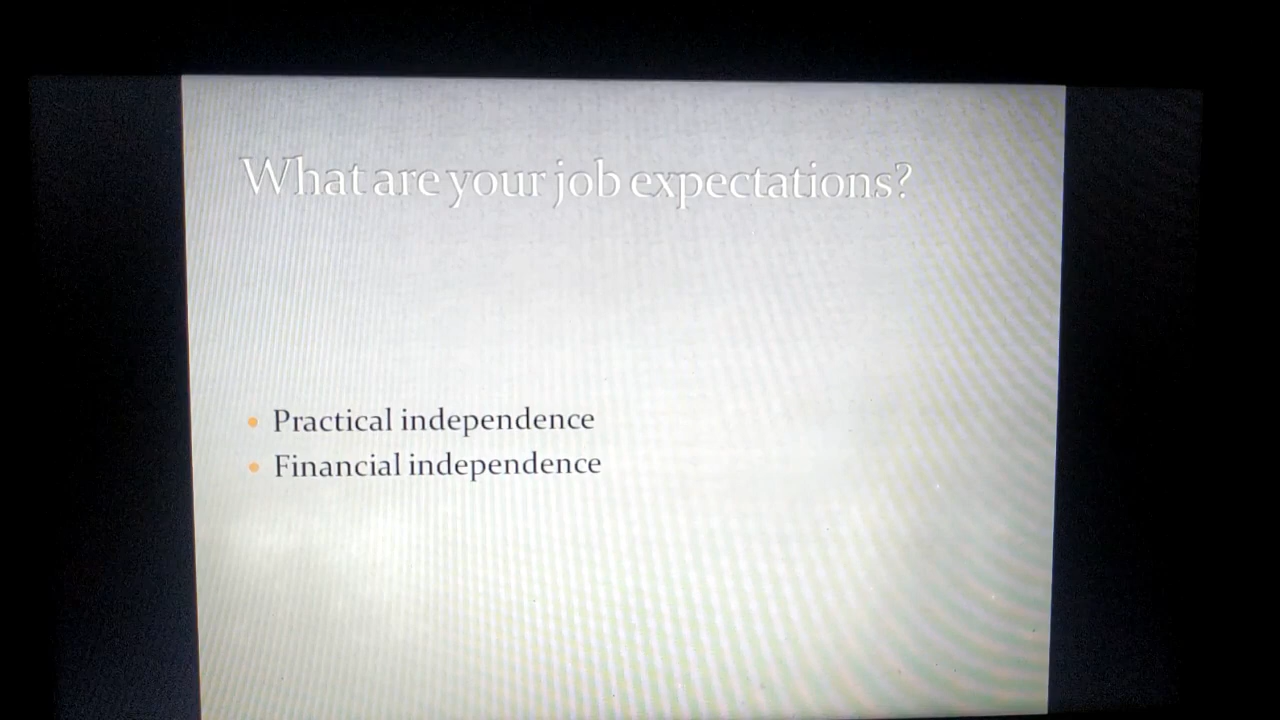 What are your job expectations?
Practical independence
Financial independence